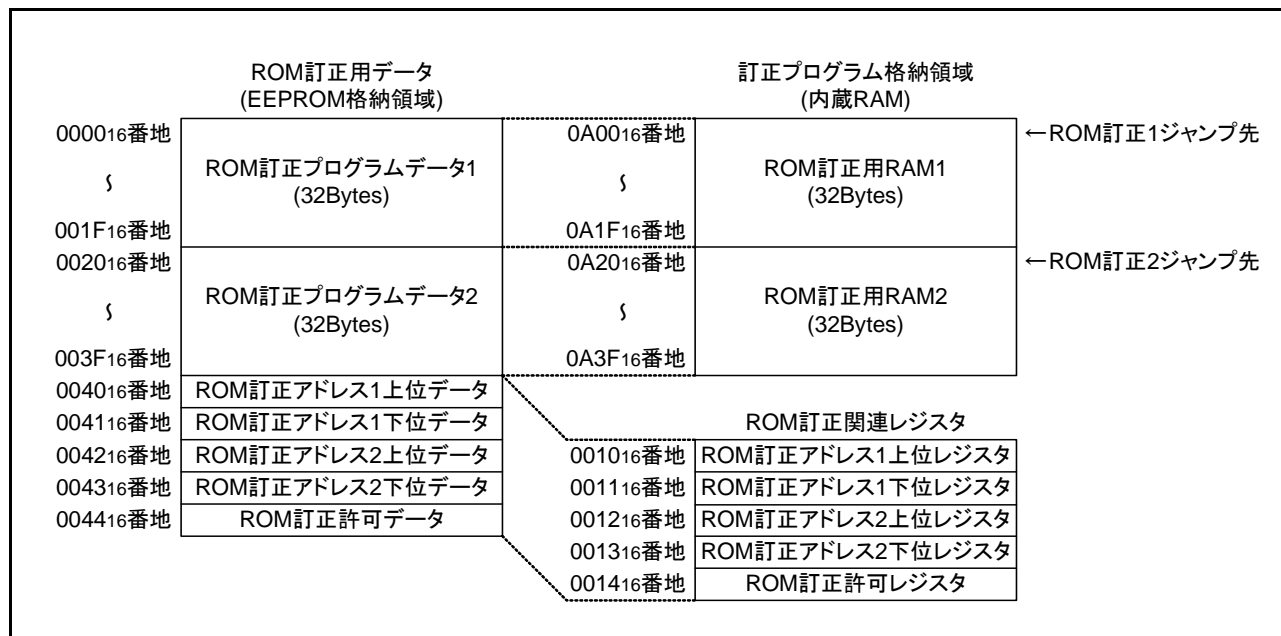 ROM訂正用データ
(EEPROM格納領域)
000016番地
ROM訂正プログラムデータ1
(32Bytes)
∫
001F16番地
002016番地
ROM訂正プログラムデータ2
(32Bytes)
∫
003F16番地
004016番地 ROM訂正アドレス1上位データ
004116番地 ROM訂正アドレス1下位データ
004216番地 ROM訂正アドレス2上位データ
004316番地 ROM訂正アドレス2下位データ
004416番地 ROM訂正許可データ
訂正プログラム格納領域
(内蔵RAM)
0A0016番地 ←ROM訂正1ジャンプ先
ROM訂正用RAM1
(32Bytes)
∫
0A1F16番地
0A2016番地 ←ROM訂正2ジャンプ先
ROM訂正用RAM2
(32Bytes)
∫
0A3F16番地
ROM訂正関連レジスタ
001016番地 ROM訂正アドレス1上位レジスタ
001116番地 ROM訂正アドレス1下位レジスタ
001216番地 ROM訂正アドレス2上位レジスタ
001316番地 ROM訂正アドレス2下位レジスタ
001416番地 ROM訂正許可レジスタ